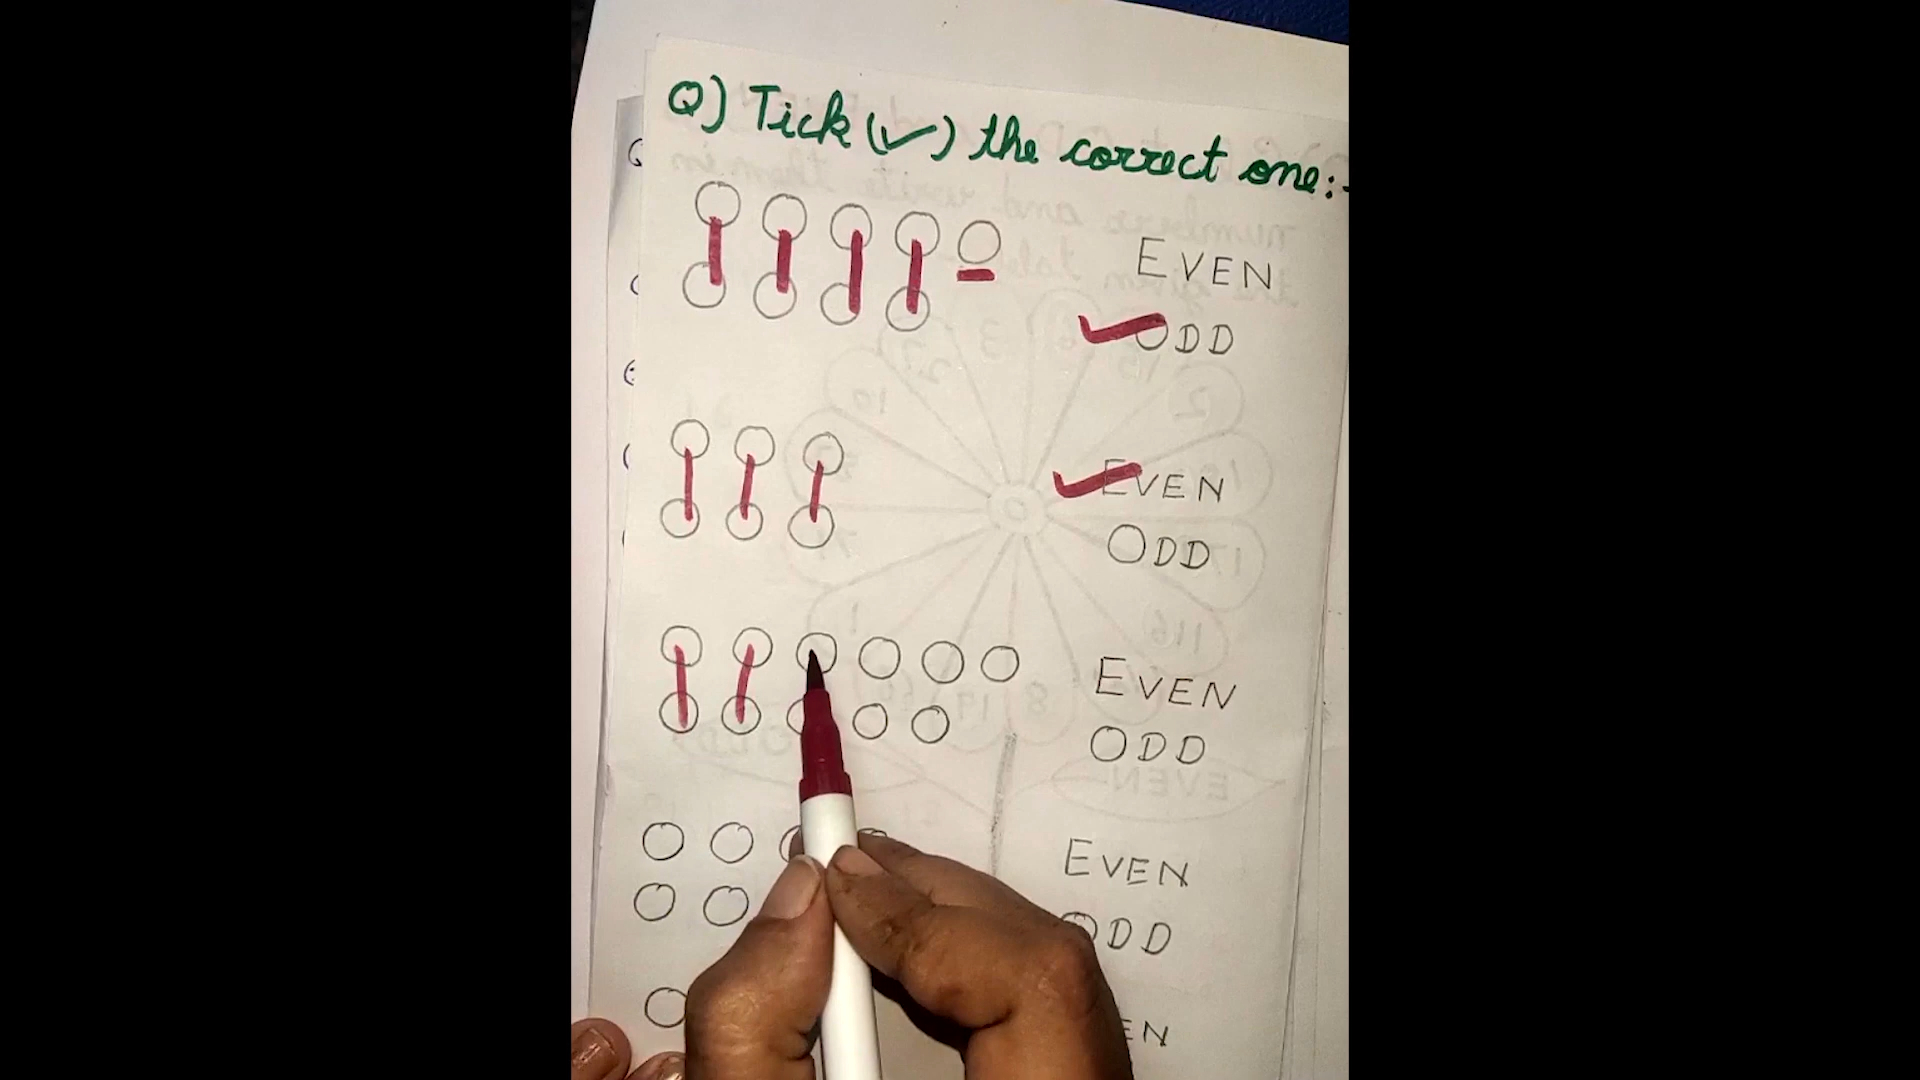 Q) Tick (✓) the correct one:-
EVEN
ODD
EVEN
ODD
EVEN
ODD
EVEN
ODD